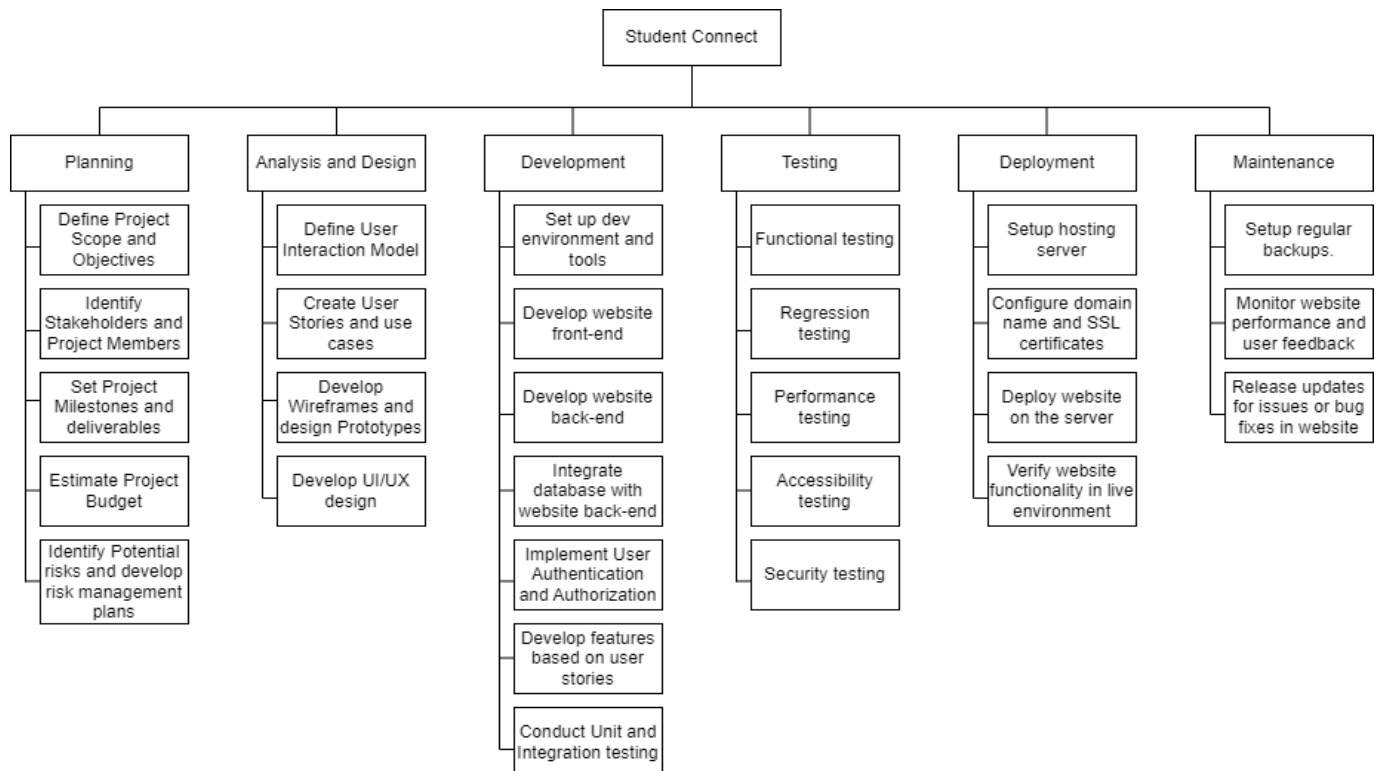 Student Connect
Planning
Define Project
Scope and
Objectives
Identify
Stakeholders and
Project Members
Set Project
Milestones and
deliverables
Estimate Project
Budget
Identify Potential
risks and develop
risk management
plans
Analysis and Design
Define User
Interaction Model
Create User
Stories and use
cases
Develop
Wireframes and
design Prototypes
Develop UI/UX
design
Development
Set up dev
environment and
tools
Develop website
front-end
Develop website
back-end
Integrate
database with
website back-end
Implement User
Authentication
and Authorization
Develop features
based on user
stories
Conduct Unit and
Integration testing
Testing
Functional testing
Regression
testing
Performance
testing
Accessibility
testing
Security testing
Deployment
Setup hosting
server
Configure domain
name and SSL
certificates
Deploy website
on the server
Verify website
functionality in live
environment
Maintenance
Setup regular
backups.
Monitor website
performance and
user feedback
Release updates
for issues or bug
fixes in website